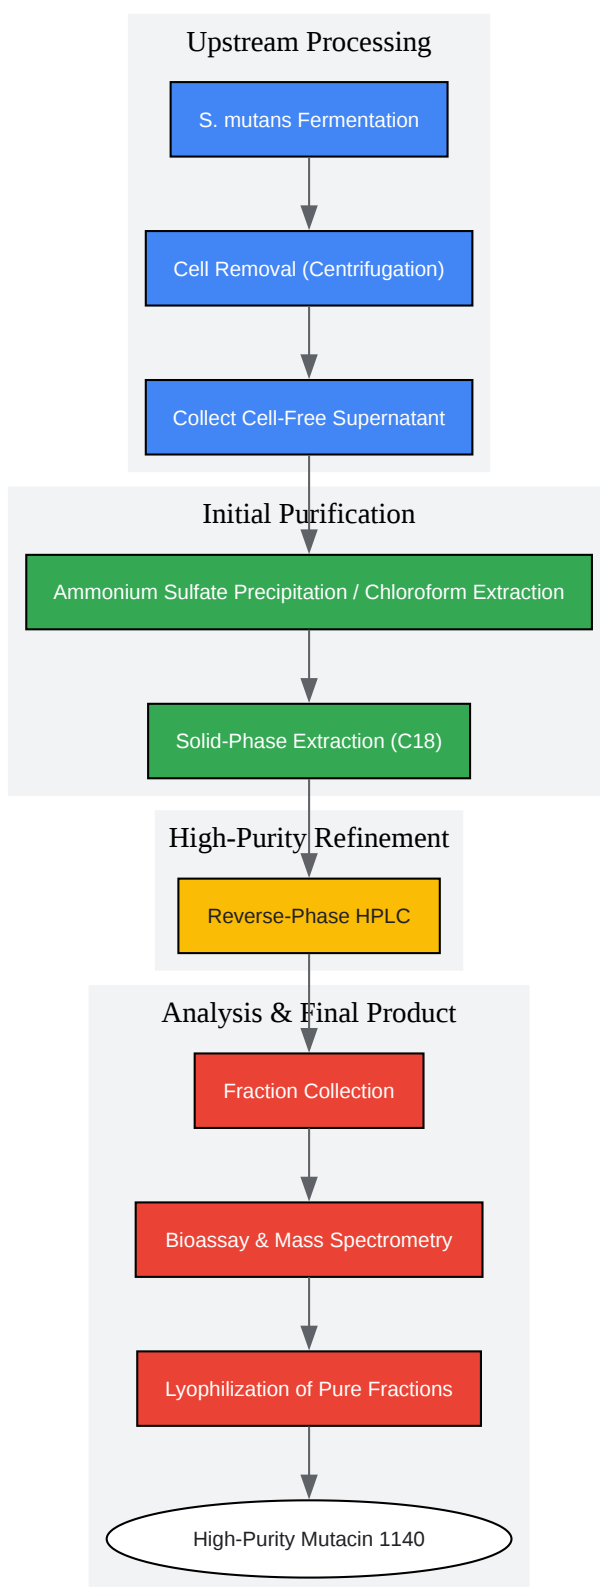 Upstream Processing
S. mutans Fermentation
Cell Removal (Centrifugation)
Collect Cell-Free Supernatant
Initial Purification
Ammonium Sulfate Precipitation / Chloroform Extraction
Solid-Phase Extraction (C18)
High-Purity Refinement
Reverse-Phase HPLC
Analysis & Final Product
Fraction Collection
Bioassay & Mass Spectrometry
Lyophilization of Pure Fractions
High-Purity Mutacin 1140